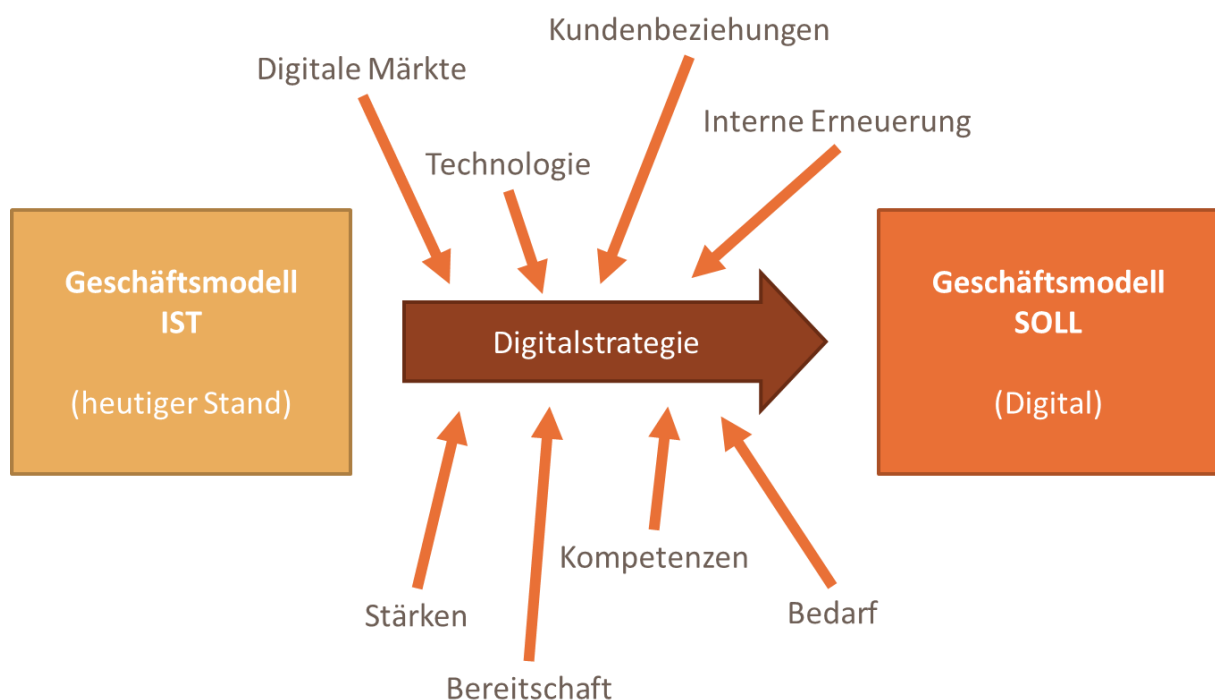 Kundenbeziehungen
Digitale Märkte
Interne Erneuerung
Technologie
Geschäftsmodell
IST
(heutiger Stand)
Digitalstrategie
Geschäftsmodell
SOLL
(Digital)
Kompetenzen
Stärken
Bedarf
Bereitschaft